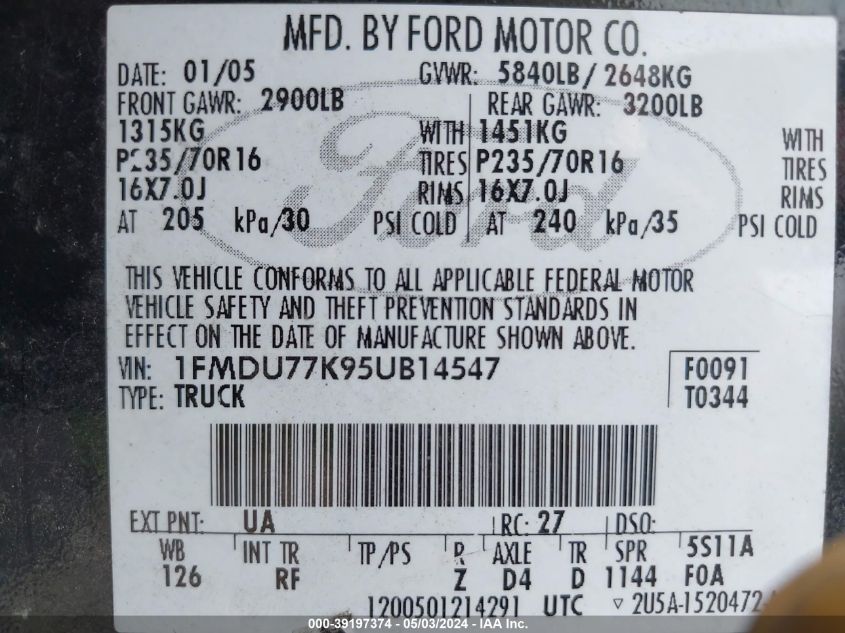 MFD. BY FORD MOTOR CO.
DATE: 01/05 GVWR: 5840LB/ 2648KG
FRONT GAWR: 2900LB REAR GAWR: 3200LB
1315KG WITH 1451KG WITH
P235/70R16 TIRES P235/70R16 TIRES
16X7.0J RIMS 16X7.0J RIMS
AT 205 kPa/30 PSI COLD AT 240 kPa/35 PSI COLD
Ford
THIS VEHICLE CONFORMS TO ALL APPLICABLE FEDERAL MOTOR
VEHICLE SAFETY AND THEFT PREVENTION STANDARDS IN
EFFECT ON THE DATE OF MANUFACTURE SHOWN ABOVE.
VIN: 1FMDU77K95UB14547 F0091
TYPE: TRUCK T0344
EXT PNT: UA RC: 27 DSO:
WB INT TR TP/PS R AXLE TR SPR 5S11A
126 RF Z D4 D 1144 F0A
1200501214291 UTC ▽ 2U5A-1520472-
000-39197374 - 05/03/2024 - IAA Inc.